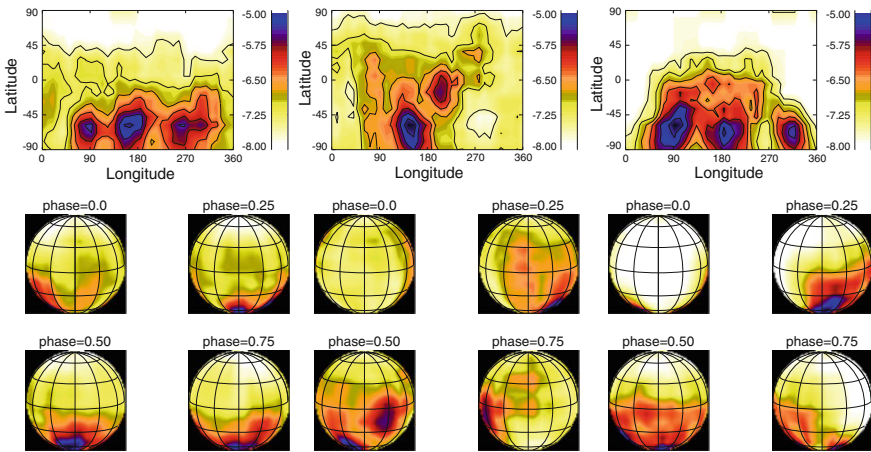 90 -5.00 90 -5.00 90 -5.00
45 -5.75 45 -5.75 45 -5.75
Latitude 0 -6.50 Latitude 0 -6.50 Latitude 0 -6.50
-45 -7.25 -45 -7.25 -45 -7.25
-90 -8.00 -90 -8.00 -90 -8.00
0 90 180 270 360 0 90 180 270 360 0 90 180 270 360
Longitude Longitude Longitude
phase=0.0 phase=0.25 phase=0.0 phase=0.25 phase=0.0 phase=0.25
phase=0.50 phase=0.75 phase=0.50 phase=0.75 phase=0.50 phase=0.75